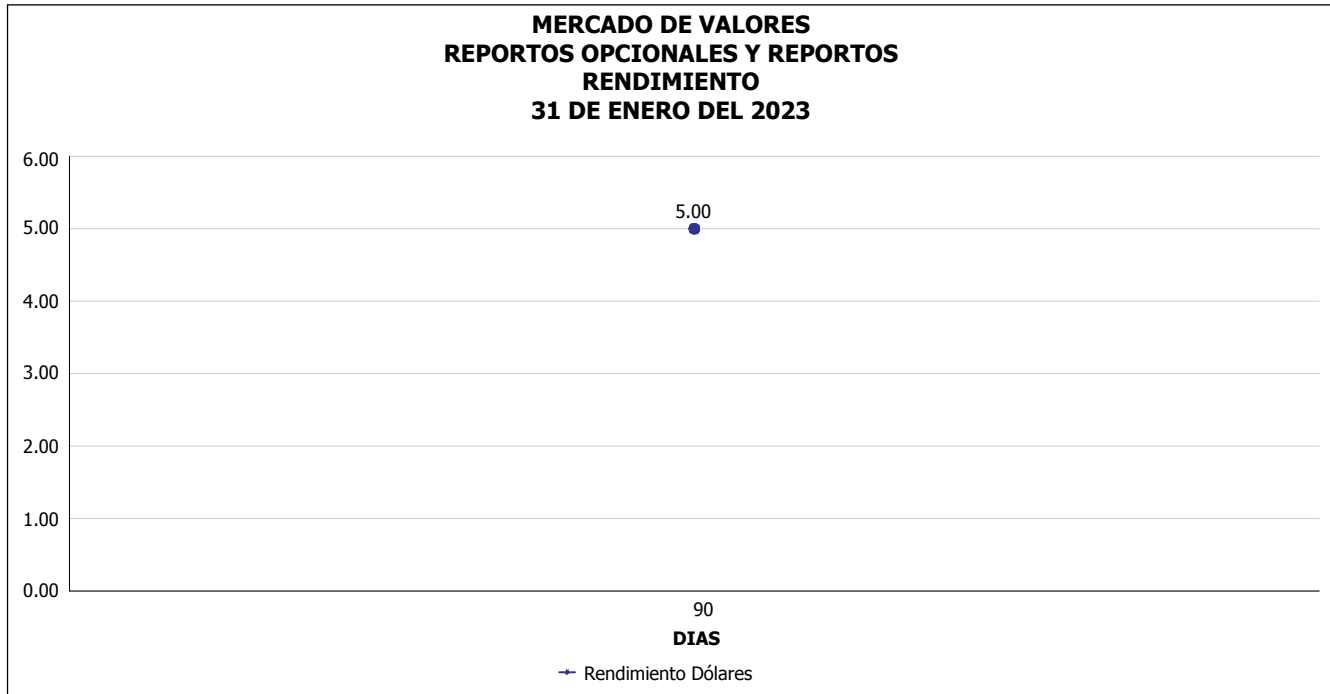 MERCADO DE VALORES
REPORTOS OPCIONALES Y REPORTOS
RENDIMIENTO
31 DE ENERO DEL 2023
6.00
5.00
5.00
4.00
3.00
2.00
1.00
0.00
90
DIAS
Rendimiento Dólares